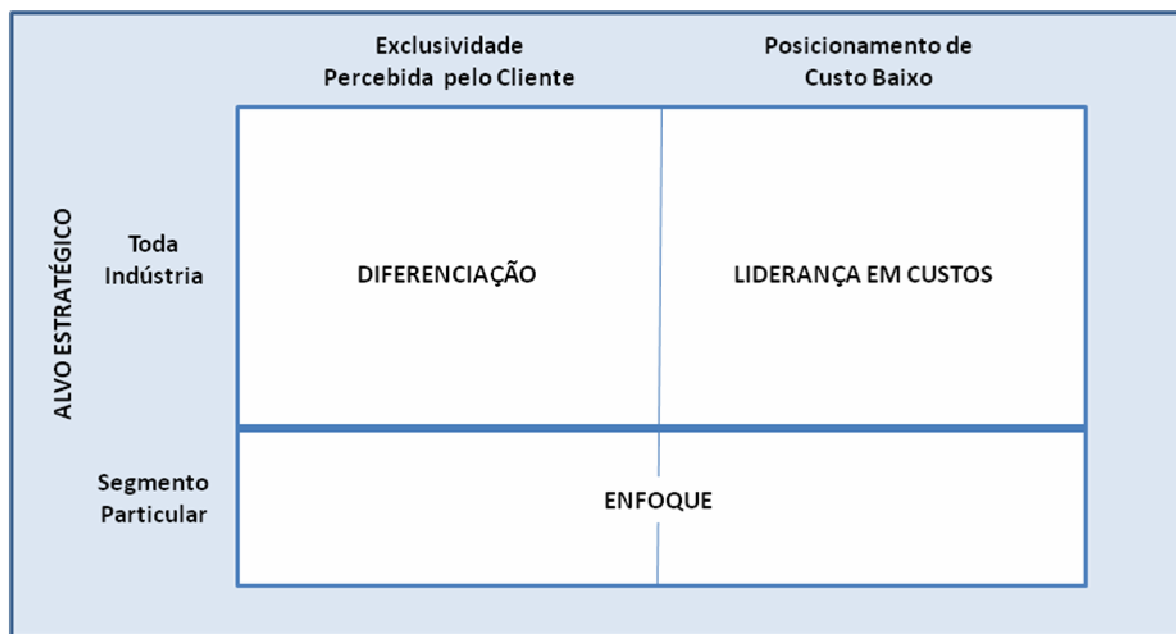 Exclusividade
Percebida pelo Cliente
Posicionamento de
Custo Baixo
ALVO ESTRATÉGICO
Toda
Indústria
DIFERENCIAÇÃO
LIDERANÇA EM CUSTOS
Segmento
Particular
ENFOQUE